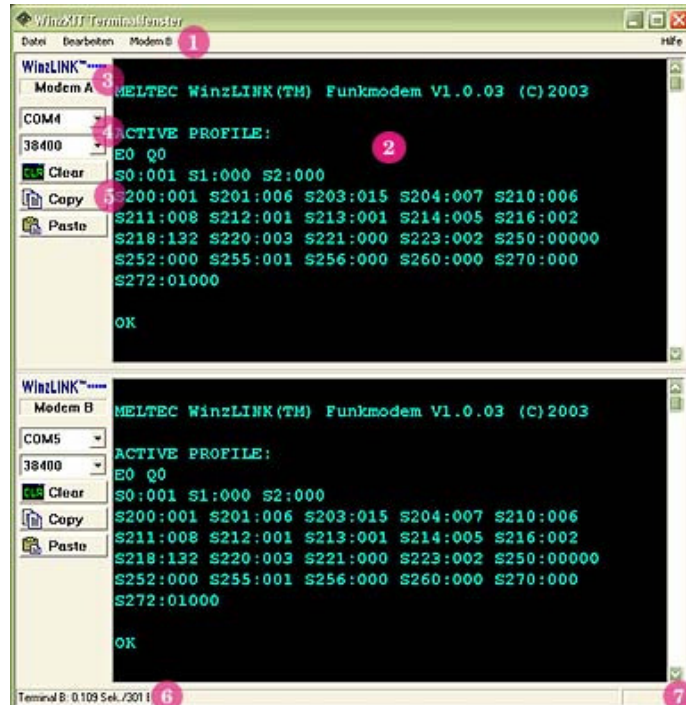 WinzXIT Terminalfenster
Datei Bearbeiten Modem B 1 Hilfe
WinzLINK™
Modem A 3
COM4 4
38400
CLR Clear
Copy 5
Paste
MELTEC WinzLINK(TM) Funkmodem V1.0.03 (C)2003
ACTIVE PROFILE:
2
E0 Q0
S0:001 S1:000 S2:000
S200:001 S201:006 S203:015 S204:007 S210:006
S211:008 S212:001 S213:001 S214:005 S216:002
S218:132 S220:003 S221:000 S223:002 S250:00000
S252:000 S255:001 S256:000 S260:000 S270:000
S272:01000
OK
WinzLINK™
Modem B
COM5
38400
CLR Clear
Copy
Paste
MELTEC WinzLINK(TM) Funkmodem V1.0.03 (C)2003
ACTIVE PROFILE:
E0 Q0
S0:001 S1:000 S2:000
S200:001 S201:006 S203:015 S204:007 S210:006
S211:008 S212:001 S213:001 S214:005 S216:002
S218:132 S220:003 S221:000 S223:002 S250:00000
S252:000 S255:001 S256:000 S260:000 S270:000
S272:01000
OK
Terminal B: 0.109 Sek./301 6 7